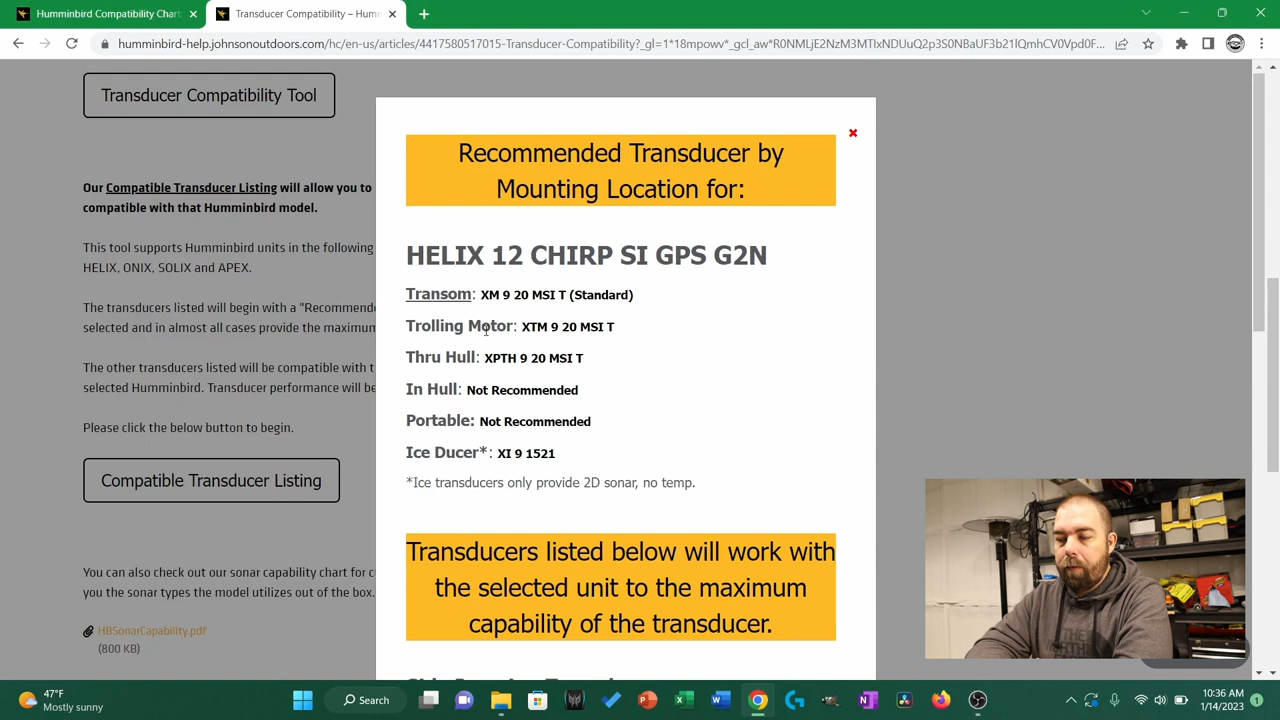 Humminbird Compatibility Chart
Transducer Compatibility – Humm
humminbird-help.johnsonoutdoors.com/hc/en-us/articles/4417580517015-Transducer-Compatibility?_gl=1*18mpowv*_gcl_aw*
Transducer Compatibility Tool
Our Compatible Transducer Listing will allow you to
compatible with that Humminbird model.
This tool supports Humminbird units in the following
HELIX, ONIX, SOLIX and APEX.
The transducers listed will begin with a "Recommend
selected and in almost all cases provide the maximum
The other transducers listed will be compatible with t
selected Humminbird. Transducer performance will be
Please click the below button to begin.
Compatible Transducer Listing
You can also check out our sonar capability chart for c
you the sonar types the model utilizes out of the box.
HBSonarCapability.pdf
(800 KB)
Recommended Transducer by
Mounting Location for:
HELIX 12 CHIRP SI GPS G2N
Transom: XM 9 20 MSI T (Standard)
Trolling Motor: XTM 9 20 MSI T
Thru Hull: XPTH 9 20 MSI T
In Hull: Not Recommended
Portable: Not Recommended
Ice Ducer*: XI 9 1521
*Ice transducers only provide 2D sonar, no temp.
Transducers listed below will work with
the selected unit to the maximum
capability of the transducer.
47°F
Mostly sunny
Search
10:36 AM
1/14/2023